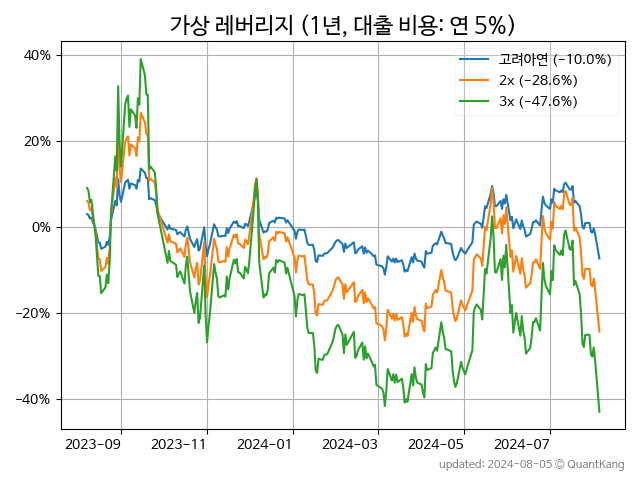 가상 레버리지 (1년, 대출 비용: 연 5%)
고려아연 (−10.0%)
2x (−28.6%)
3x (−47.6%)
40%
20%
0%
−20%
−40%
2023-09
2023-11
2024-01
2024-03
2024-05
2024-07
updated: 2024-08-05 © QuantKang